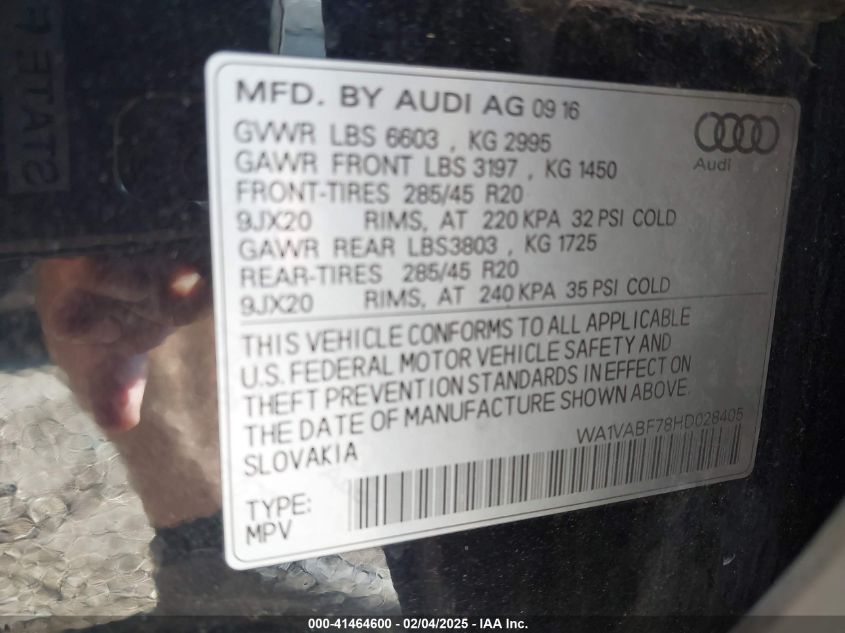 STATE F
MFD. BY AUDI AG 09 16
GVWR LBS 6603 , KG 2995
GAWR FRONT LBS 3197 , KG 1450
FRONT-TIRES 285/45 R20
9JX20 RIMS, AT 220 KPA 32 PSI COLD
GAWR REAR LBS3803 , KG 1725
REAR-TIRES 285/45 R20
9JX20 RIMS, AT 240 KPA 35 PSI COLD
Audi
THIS VEHICLE CONFORMS TO ALL APPLICABLE
U.S. FEDERAL MOTOR VEHICLE SAFETY AND
THEFT PREVENTION STANDARDS IN EFFECT ON
THE DATE OF MANUFACTURE SHOWN ABOVE.
SLOVAKIA
WA1VABF78HD028405
TYPE:
MPV
000-41464600 - 02/04/2025 - IAA Inc.